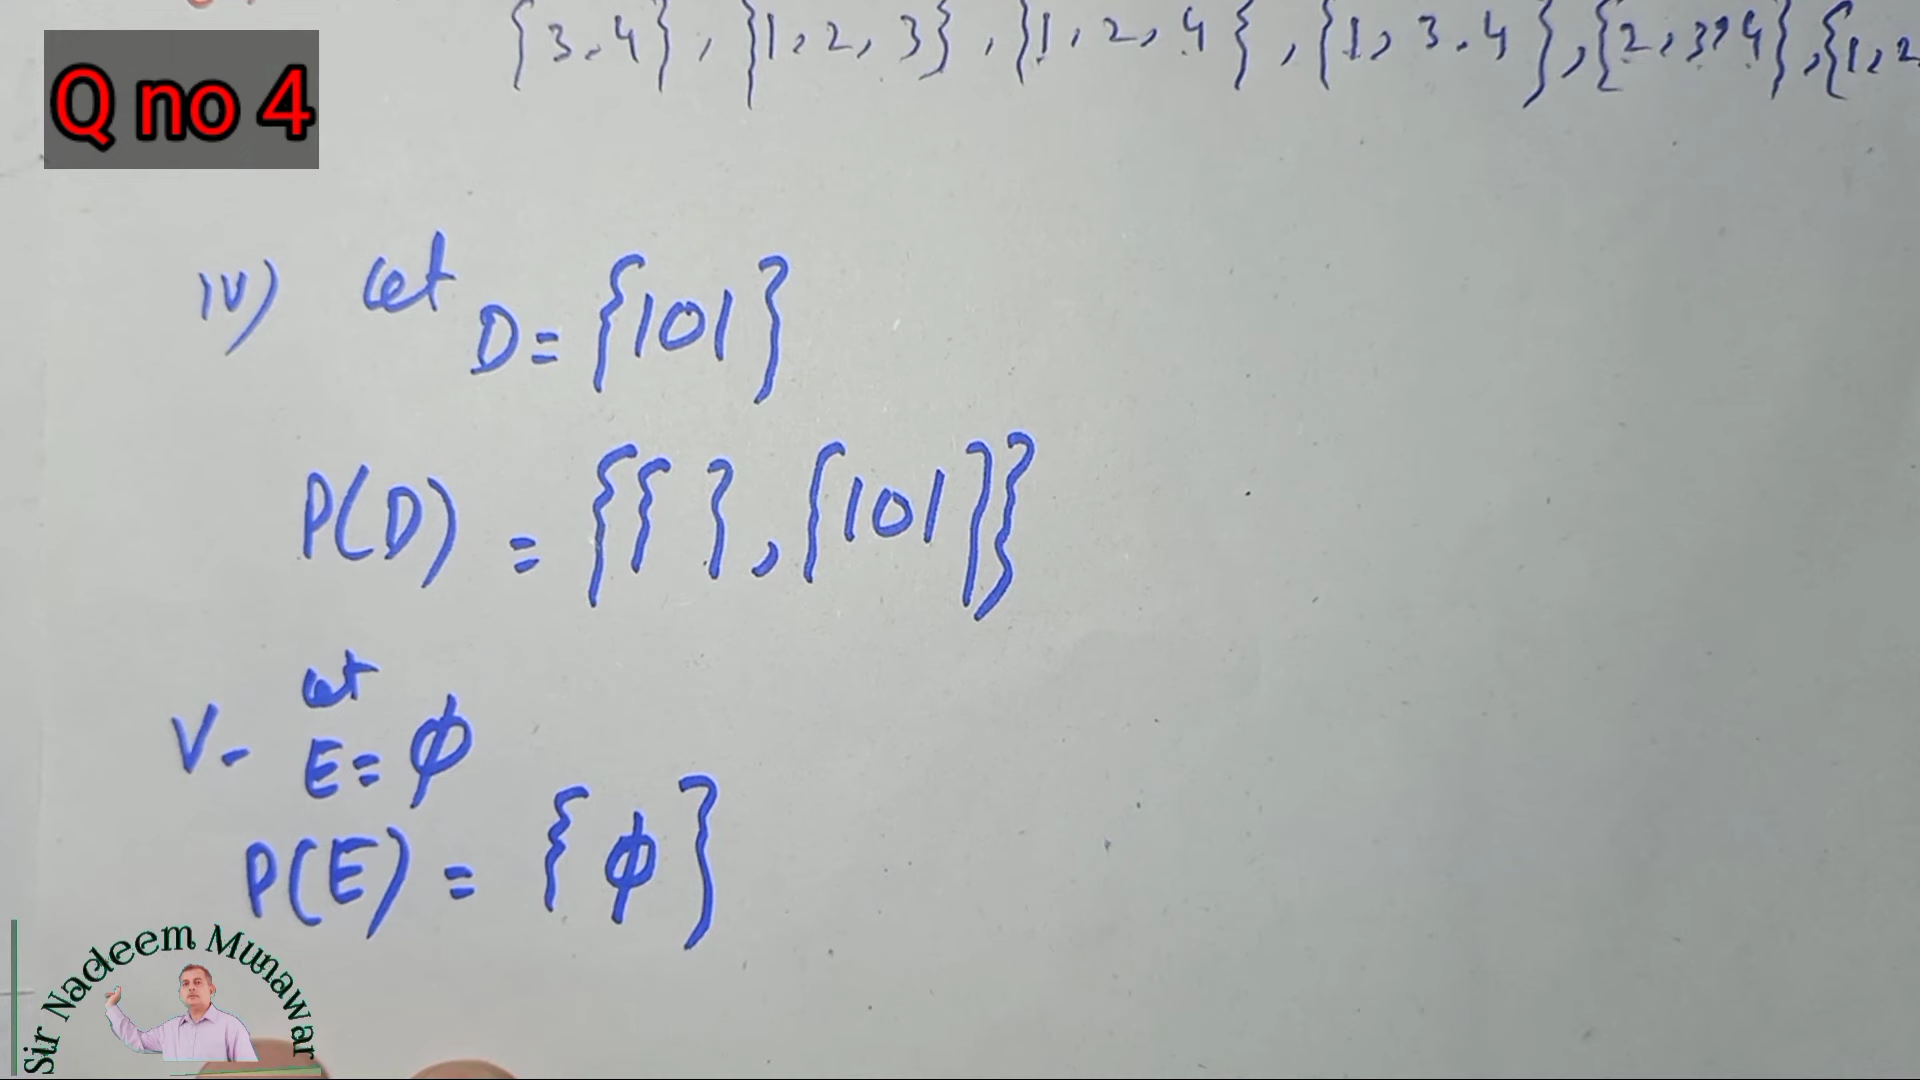 {3,4}, {1,2,3}, {1,2,4}, {1,3,4}, {2,3,4}, {1,2
Q no 4
iv) let D = {101}
P(D) = {{ }, {101}}
V- let
E = φ
P(E) = {φ}
Sir Nadeem Munawar